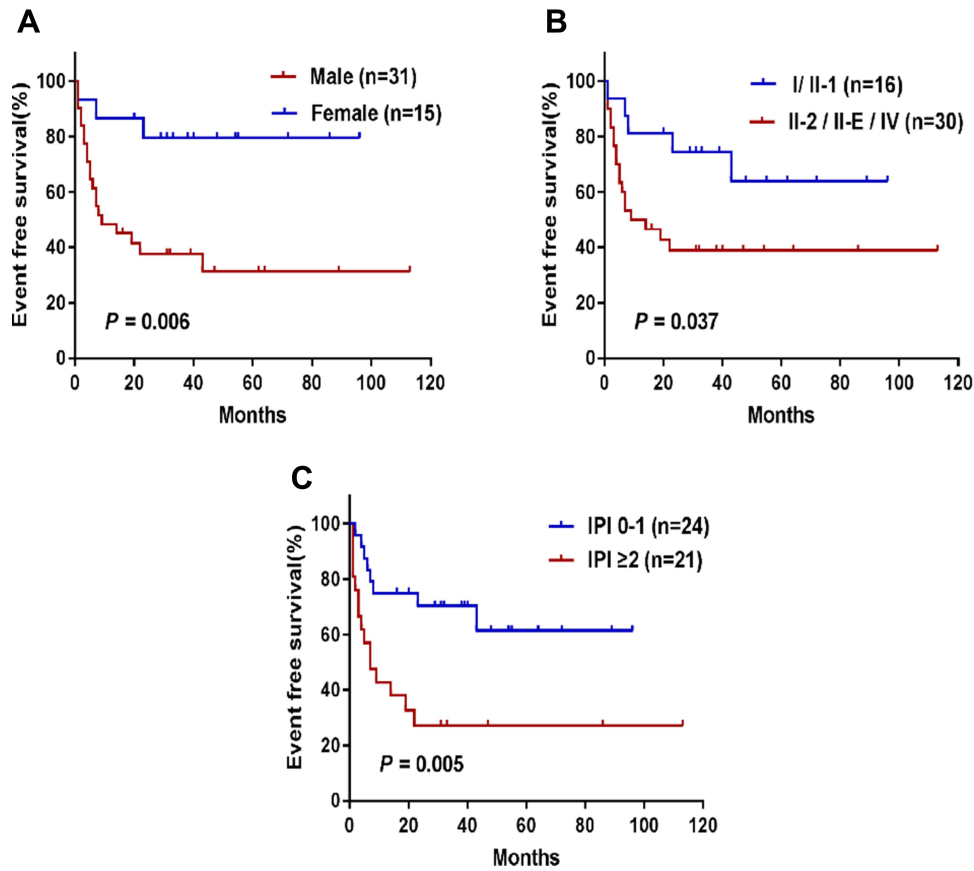 A
Event free survival(%)
100
80
60
40
20
0
Male (n=31)
Female (n=15)
P = 0.006
0 20 40 60 80 100 120
Months
B
Event free survival(%)
100
80
60
40
20
0
I/ II-1 (n=16)
II-2 / II-E / IV (n=30)
P = 0.037
0 20 40 60 80 100 120
Months
C
Event free survival(%)
100
80
60
40
20
0
IPI 0-1 (n=24)
IPI ≥2 (n=21)
P = 0.005
0 20 40 60 80 100 120
Months